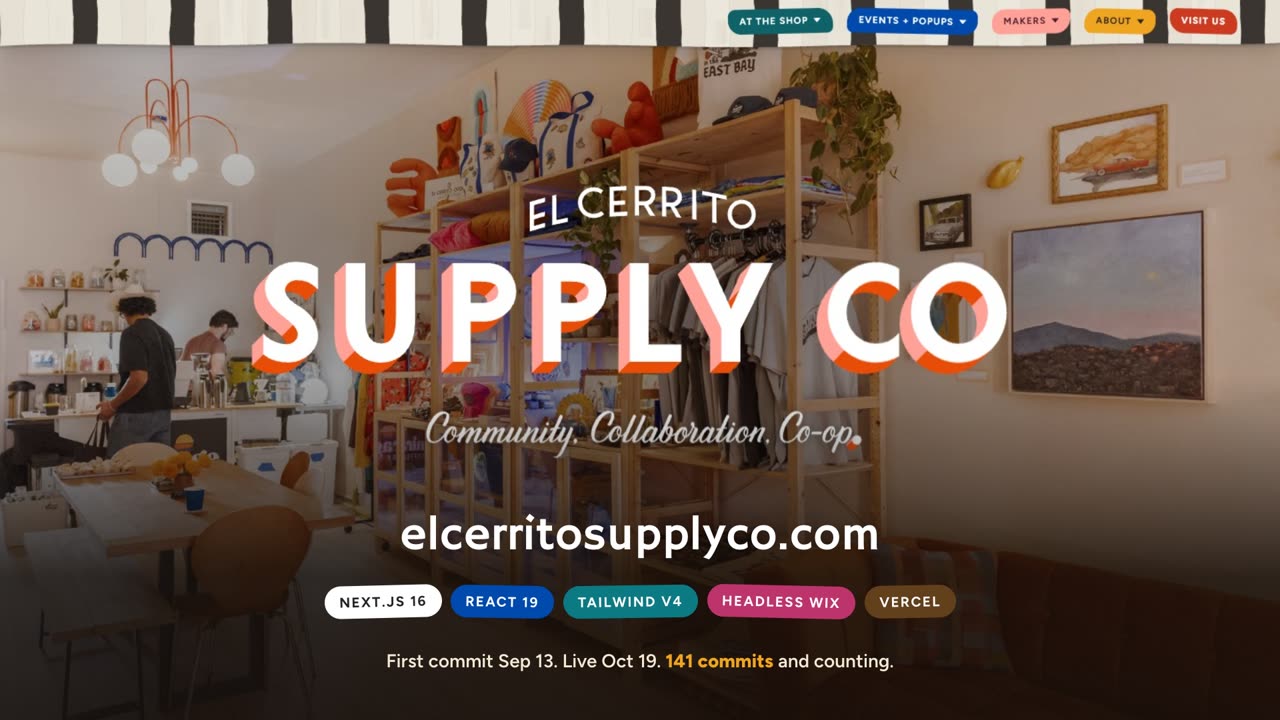 AT THE SHOP
EVENTS + POPUPS
MAKERS
ABOUT
VISIT US
EAST BAY
EL CERRITO
SUPPLY CO
Community. Collaboration. Co-op.
elcerritosupplyco.com
NEXT.JS 16
REACT 19
TAILWIND V4
HEADLESS WIX
VERCEL
First commit Sep 13. Live Oct 19. 141 commits and counting.